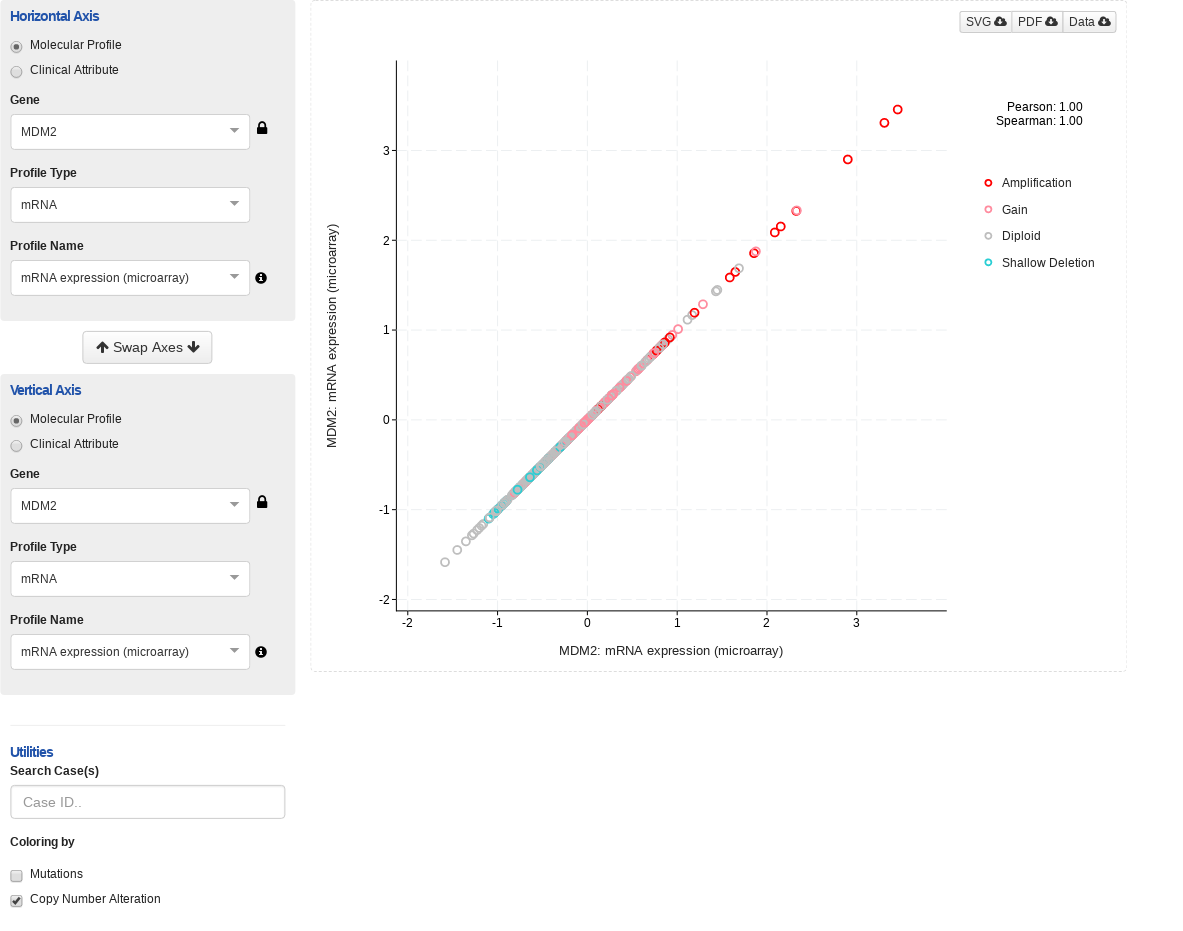 Horizontal Axis
Molecular Profile
Clinical Attribute
Gene
MDM2
Profile Type
mRNA
Profile Name
mRNA expression (microarray)
Swap Axes
Vertical Axis
Molecular Profile
Clinical Attribute
Gene
MDM2
Profile Type
mRNA
Profile Name
mRNA expression (microarray)
Utilities
Search Case(s)
Case ID..
Coloring by
Mutations
Copy Number Alteration
SVG PDF Data
Pearson: 1.00
Spearman: 1.00
Amplification
Gain
Diploid
Shallow Deletion
MDM2: mRNA expression (microarray)
3
2
1
0
-1
-2
-2 -1 0 1 2 3
MDM2: mRNA expression (microarray)